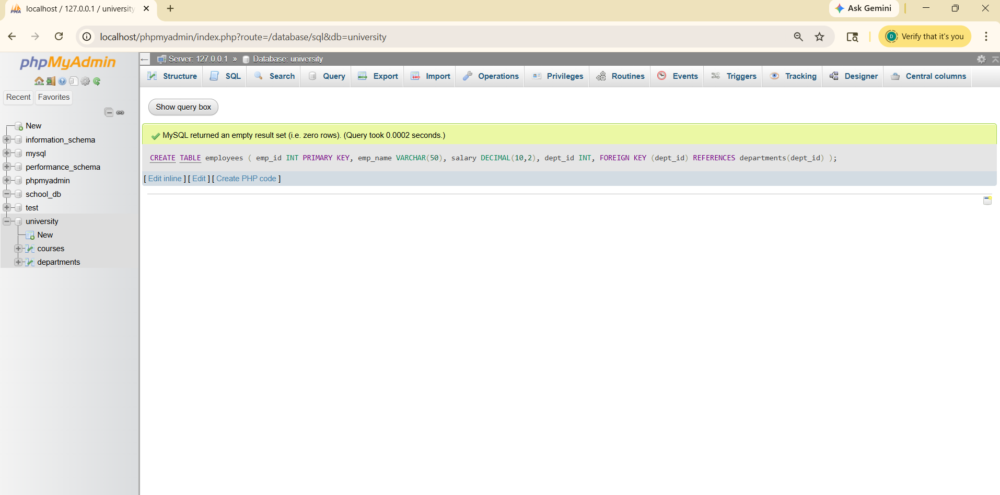 PMA localhost / 127.0.0.1 / university
Ask Gemini
localhost/phpmyadmin/index.php?route=/database/sql&db=university
D Verify that it's you
phpMyAdmin
Recent Favorites
New
information_schema
mysql
performance_schema
phpmyadmin
school_db
test
university
New
courses
departments
Server: 127.0.0.1 » Database: university
Structure SQL Search Query Export Import Operations Privileges Routines Events Triggers Tracking Designer Central columns
Show query box
MySQL returned an empty result set (i.e. zero rows). (Query took 0.0002 seconds.)
CREATE TABLE employees ( emp_id INT PRIMARY KEY, emp_name VARCHAR(50), salary DECIMAL(10,2), dept_id INT, FOREIGN KEY (dept_id) REFERENCES departments(dept_id) );
[ Edit inline ] [ Edit ] [ Create PHP code ]